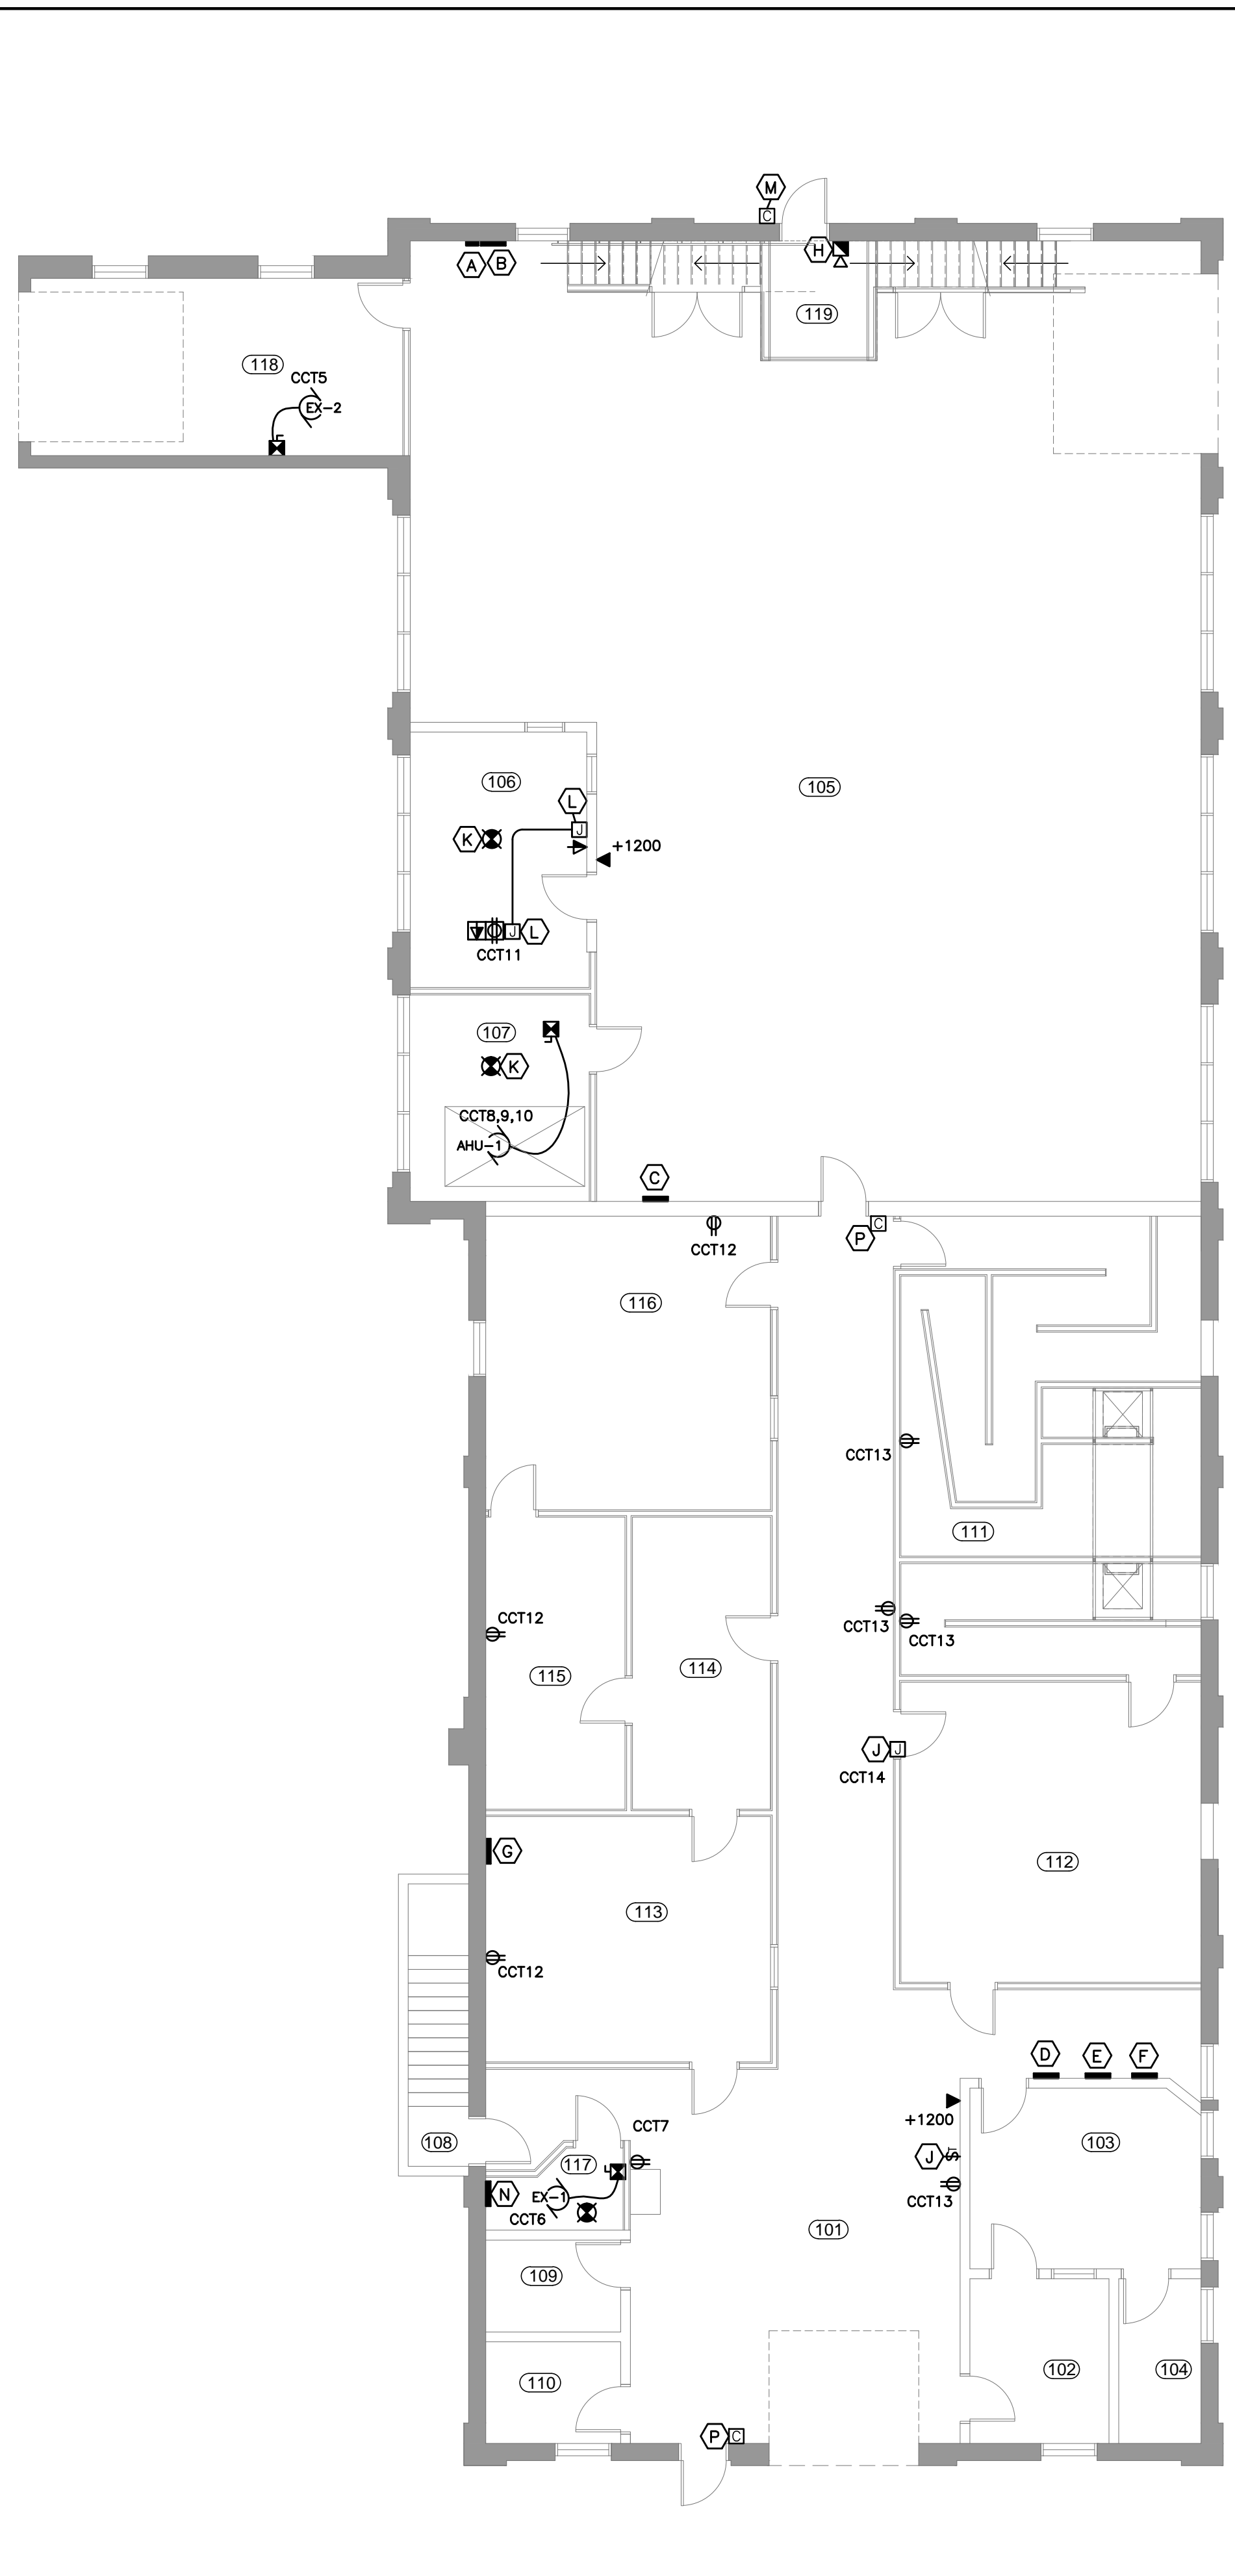 M
C
H
A
B
119
118
CCT5
EX-2
106
105
L
J
K
+1200
J
L
CCT11
107
K
CCT8,9,10
AHU-1
C
C
P
CCT12
116
CCT13
111
CCT12
CCT13
CCT13
115
114
J
J
CCT14
G
112
113
CCT12
D
E
F
+1200
CCT7
108
103
117
J
$T
N
EX-1
CCT13
CCT6
101
109
102
104
110
P
C